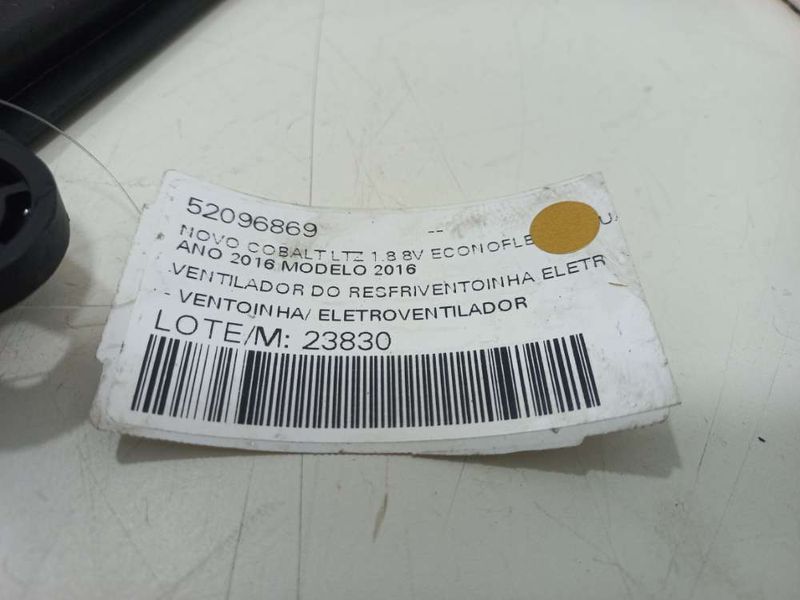 52096869 --
NOVO COBALT LTZ 1.8 8V ECONOFLE
ANO 2016 MODELO 2016
VENTILADOR DO RESFRIVENTOINHA ELETR
- VENTOINHA/ ELETROVENTILADOR
LOTE/M: 23830